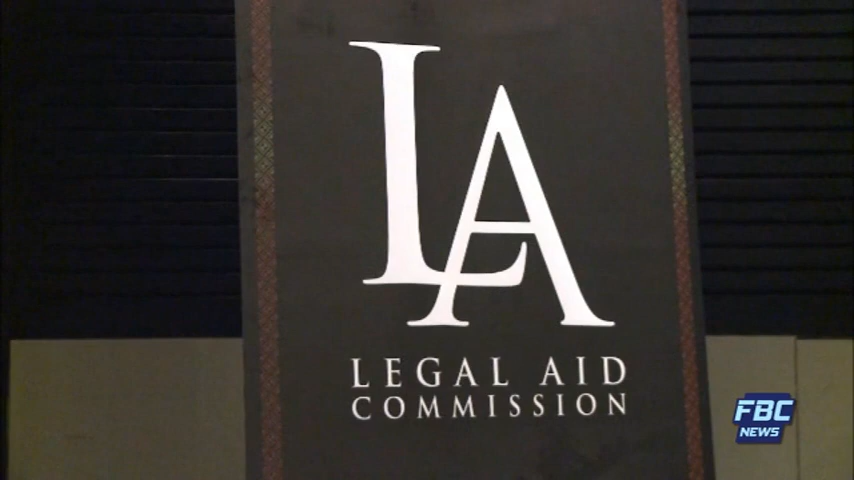 LA
LEGAL AID
COMMISSION
FBC
NEWS